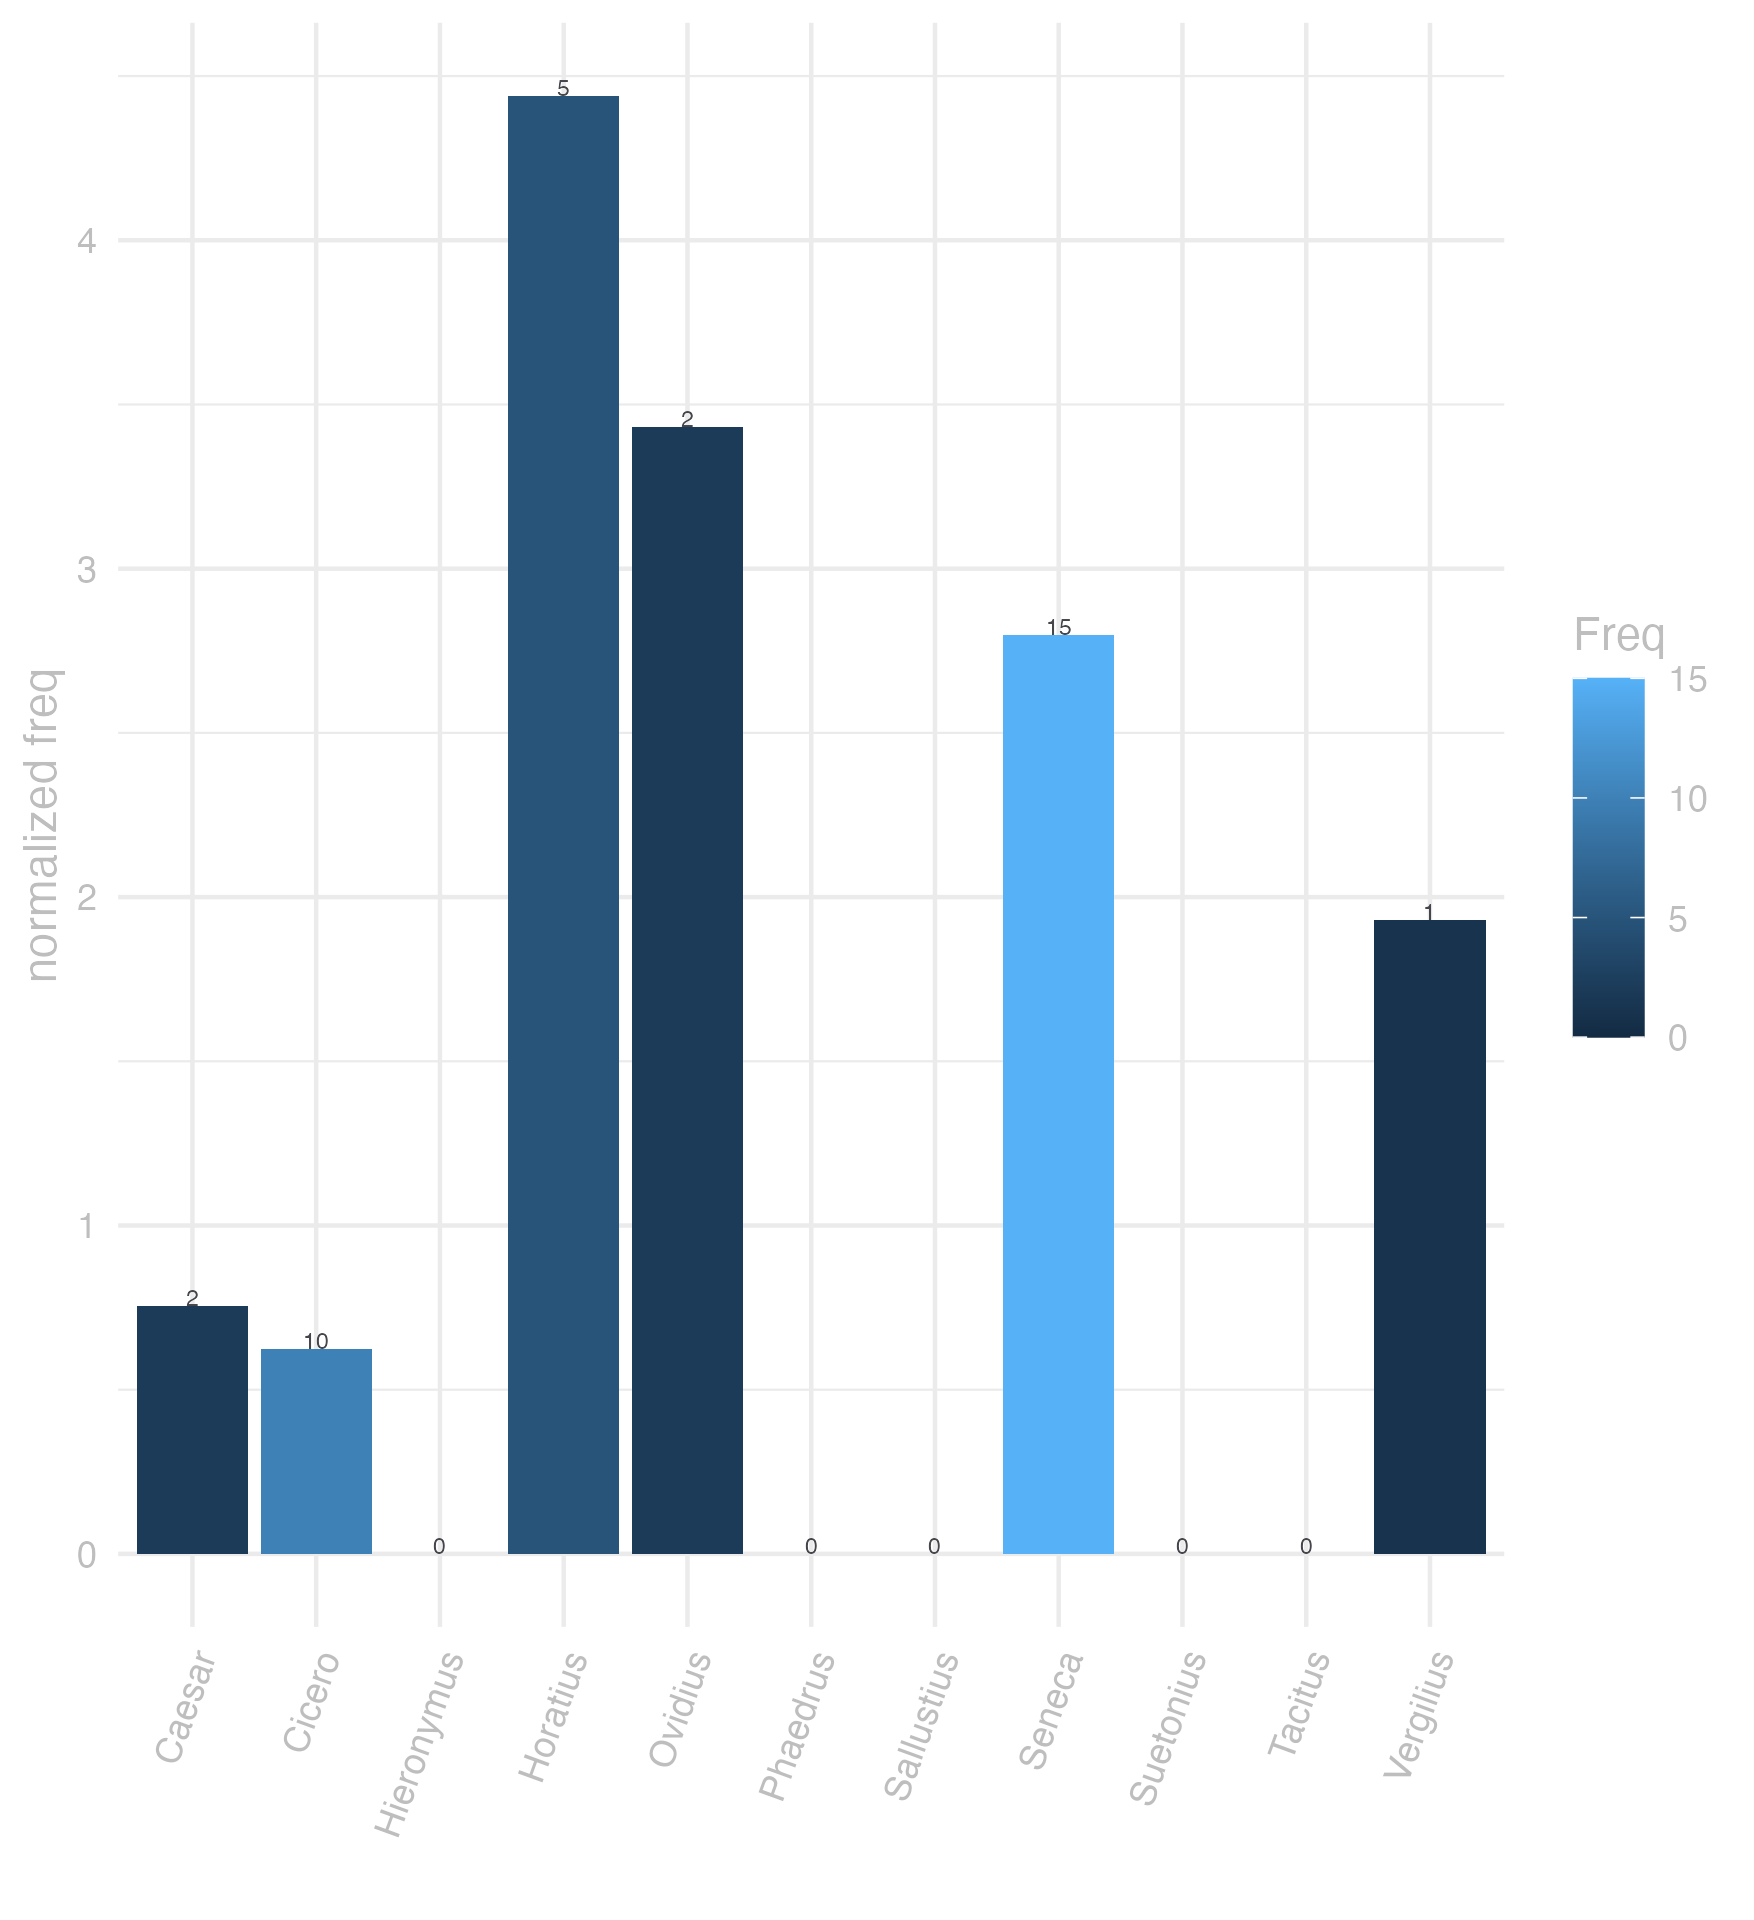 normalized freq
4
3
2
1
0
5
2
15
1
2
10
0
0
0
0
0
Caesar
Cicero
Hieronymus
Horatius
Ovidius
Phaedrus
Sallustius
Seneca
Suetonius
Tacitus
Vergilius
Freq
15
10
5
0